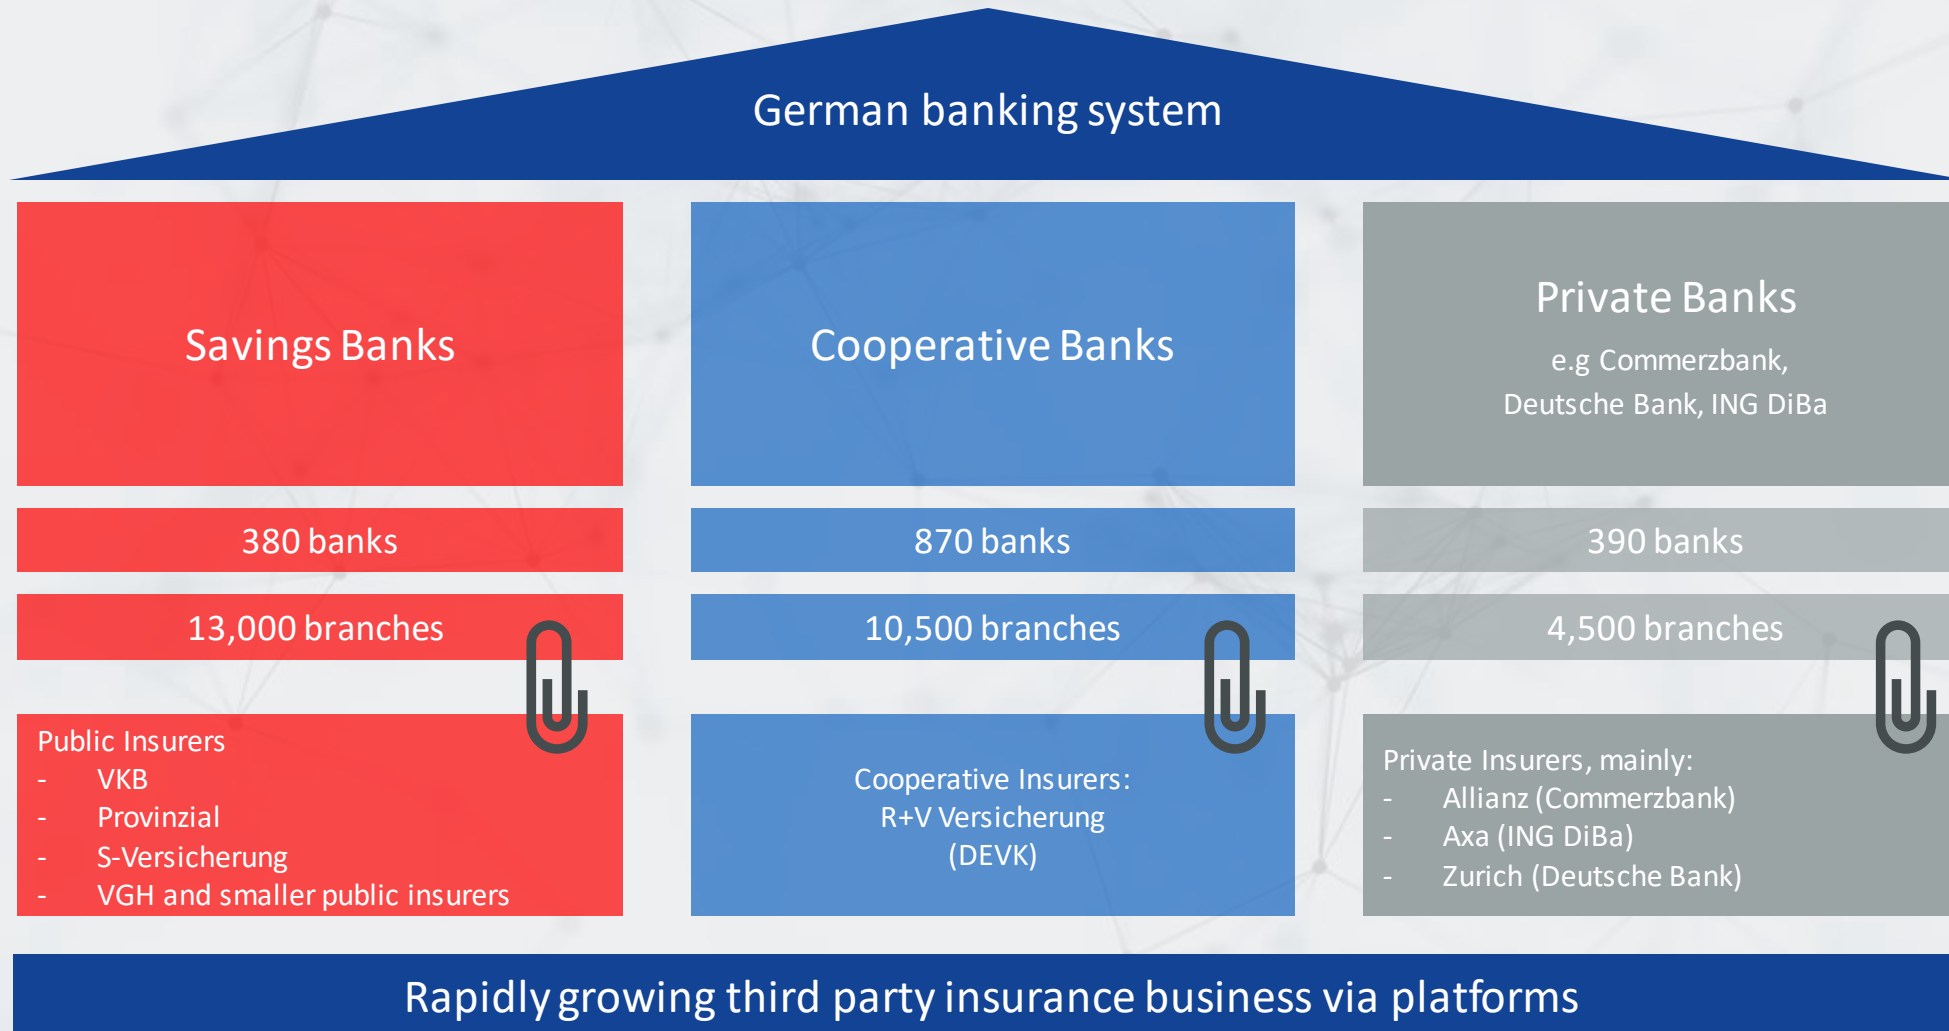 German banking system
Savings Banks
380 banks
13,000 branches
Public Insurers
- VKB
- Provinzial
- S-Versicherung
- VGH and smaller public insurers
Cooperative Banks
870 banks
10,500 branches
Cooperative Insurers:
R+V Versicherung
(DEVK)
Private Banks
e.g Commerzbank,
Deutsche Bank, ING DiBa
390 banks
4,500 branches
Private Insurers, mainly:
- Allianz (Commerzbank)
- Axa (ING DiBa)
- Zurich (Deutsche Bank)
Rapidly growing third party insurance business via platforms